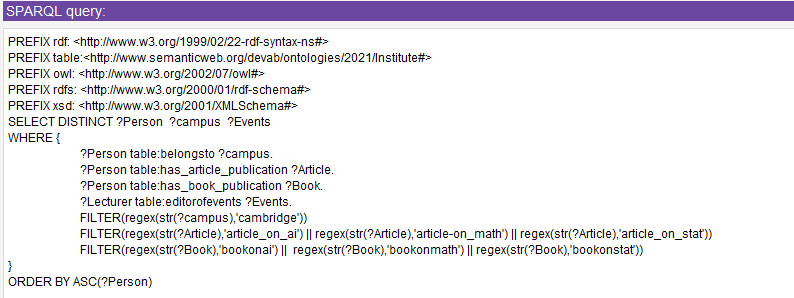 SPARQL query:
PREFIX rdf: <http://www.w3.org/1999/02/22-rdf-syntax-ns#>
PREFIX table:<http://www.semanticweb.org/devab/ontologies/2021/Institute#>
PREFIX owl: <http://www.w3.org/2002/07/owl#>
PREFIX rdfs: <http://www.w3.org/2000/01/rdf-schema#>
PREFIX xsd: <http://www.w3.org/2001/XMLSchema#>
SELECT DISTINCT ?Person ?campus ?Events
WHERE {
?Person table:belongsto ?campus.
?Person table:has_article_publication ?Article.
?Person table:has_book_publication ?Book.
?Lecturer table:editorofevents ?Events.
FILTER(regex(str(?campus),'cambridge'))
FILTER(regex(str(?Article),'article_on_ai') || regex(str(?Article),'article-on_math') || regex(str(?Article),'article_on_stat'))
FILTER(regex(str(?Book),'bookonai') || regex(str(?Book),'bookonmath') || regex(str(?Book),'bookonstat'))
}
ORDER BY ASC(?Person)